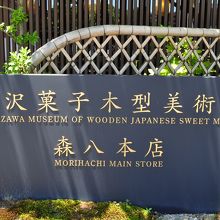 沢菓子木型美術
ZAWA MUSEUM OF WOODEN JAPANESE SWEET M
森八本店
MORIHACHI MAIN STORE